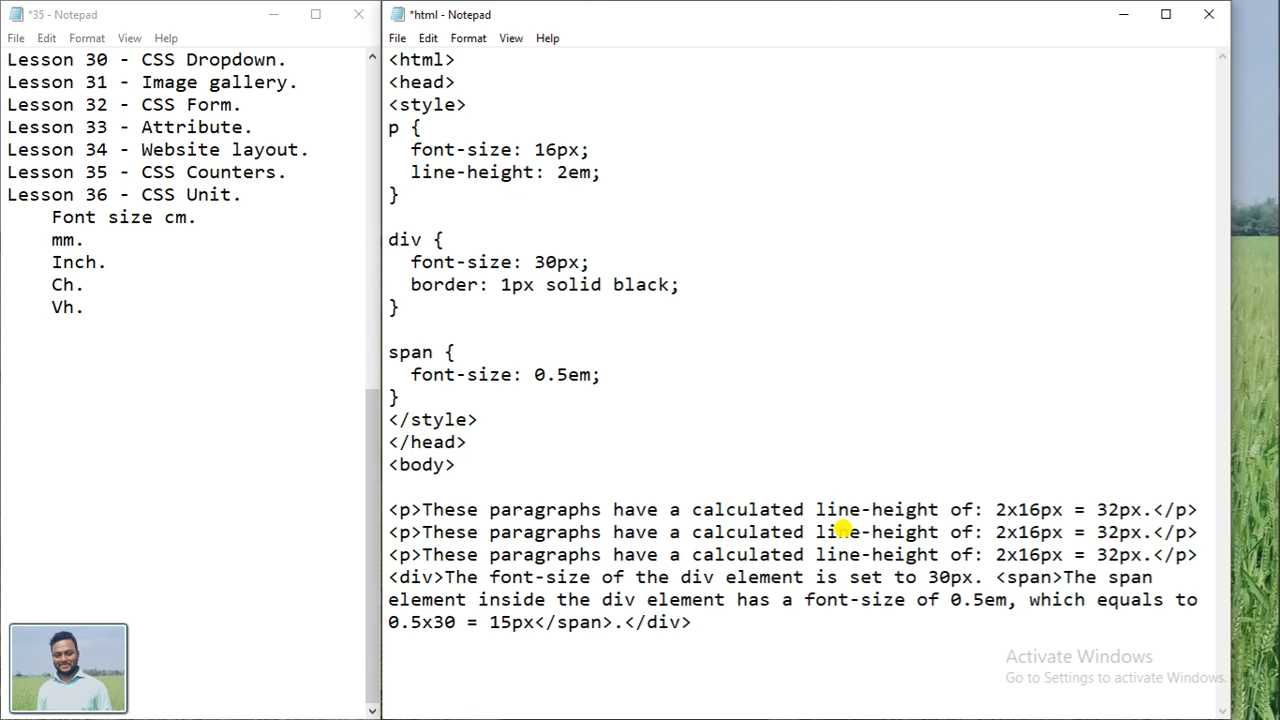 *35 - Notepad
File Edit Format View Help
Lesson 30 - CSS Dropdown.
Lesson 31 - Image gallery.
Lesson 32 - CSS Form.
Lesson 33 - Attribute.
Lesson 34 - Website layout.
Lesson 35 - CSS Counters.
Lesson 36 - CSS Unit.
Font size cm.
mm.
Inch.
Ch.
Vh.
*html - Notepad
File Edit Format View Help
<html>
<head>
<style>
p {
  font-size: 16px;
  line-height: 2em;
}
div {
  font-size: 30px;
  border: 1px solid black;
}
span {
  font-size: 0.5em;
}
</style>
</head>
<body>
<p>These paragraphs have a calculated line-height of: 2x16px = 32px.</p>
<p>These paragraphs have a calculated line-height of: 2x16px = 32px.</p>
<p>These paragraphs have a calculated line-height of: 2x16px = 32px.</p>
<div>The font-size of the div element is set to 30px. <span>The span
element inside the div element has a font-size of 0.5em, which equals to
0.5x30 = 15px</span>.</div>
Activate Windows
Go to Settings to activate Windows.